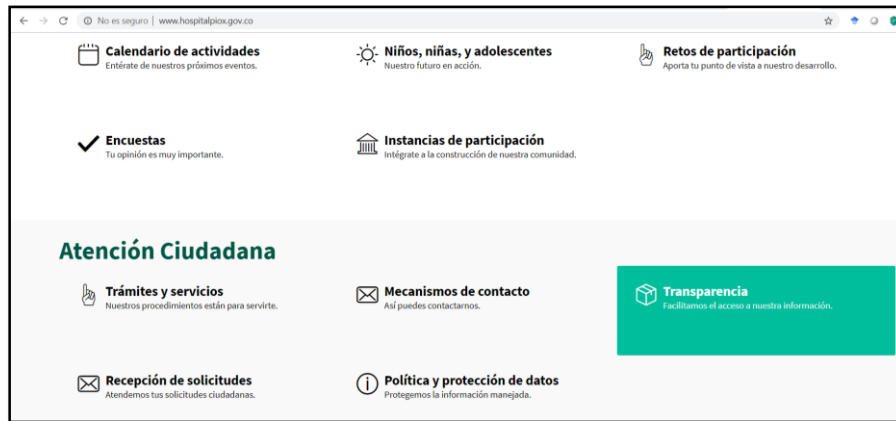 No es seguro | www.hospitalpiox.gov.co
Calendario de actividades
Entérate de nuestros próximos eventos.
Niños, niñas, y adolescentes
Nuestro futuro en acción.
Retos de participación
Aporta tu punto de vista a nuestro desarrollo.
Encuestas
Tu opinión es muy importante.
Instancias de participación
Intégrate a la construcción de nuestra comunidad.
Atención Ciudadana
Trámites y servicios
Nuestros procedimientos están para servirte.
Mecanismos de contacto
Así puedes contactarnos.
Transparencia
Facilitamos el acceso a nuestra información.
Recepción de solicitudes
Atendemos tus solicitudes ciudadanas.
Política y protección de datos
Protegemos la información manejada.